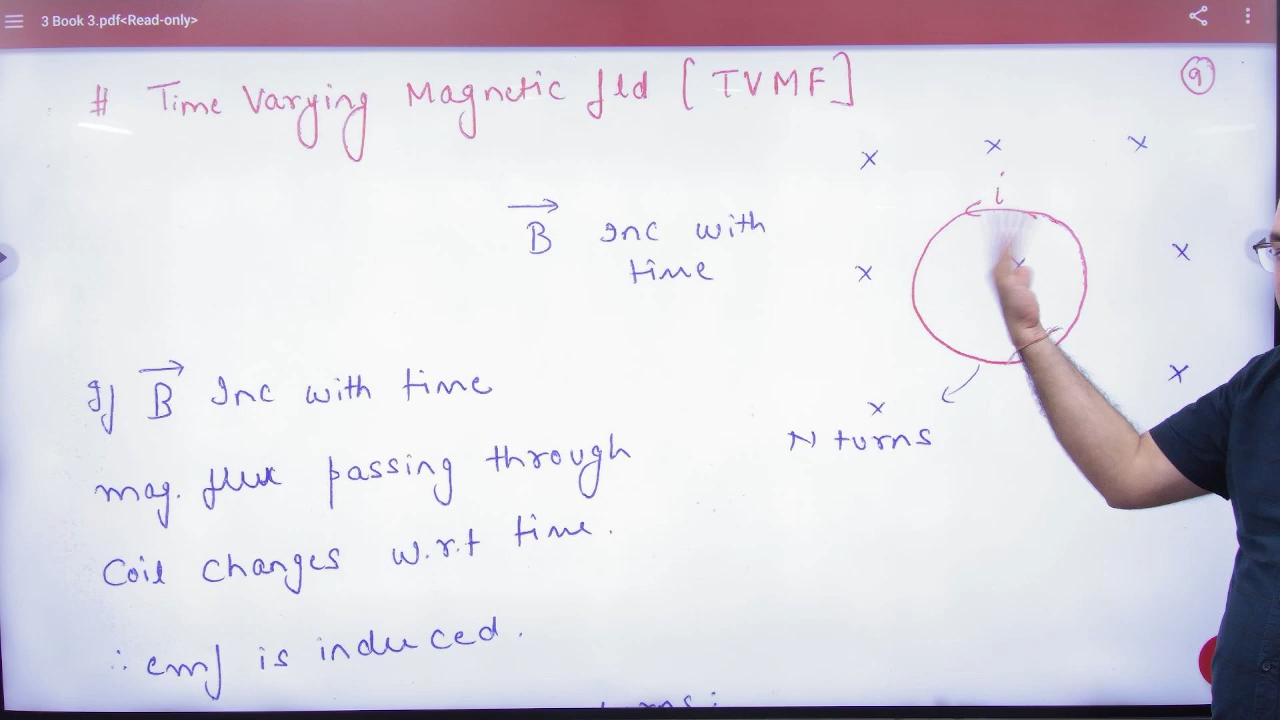 3 Book 3.pdf<Read-only>
# Time Varying Magnetic fld [TVMF]
9
x x x
i
B Inc with
time
x x x
If B Inc with time
x
x
N turns
mag. flux passing through
Coil changes w.r.t time.
∴ emf is induced.